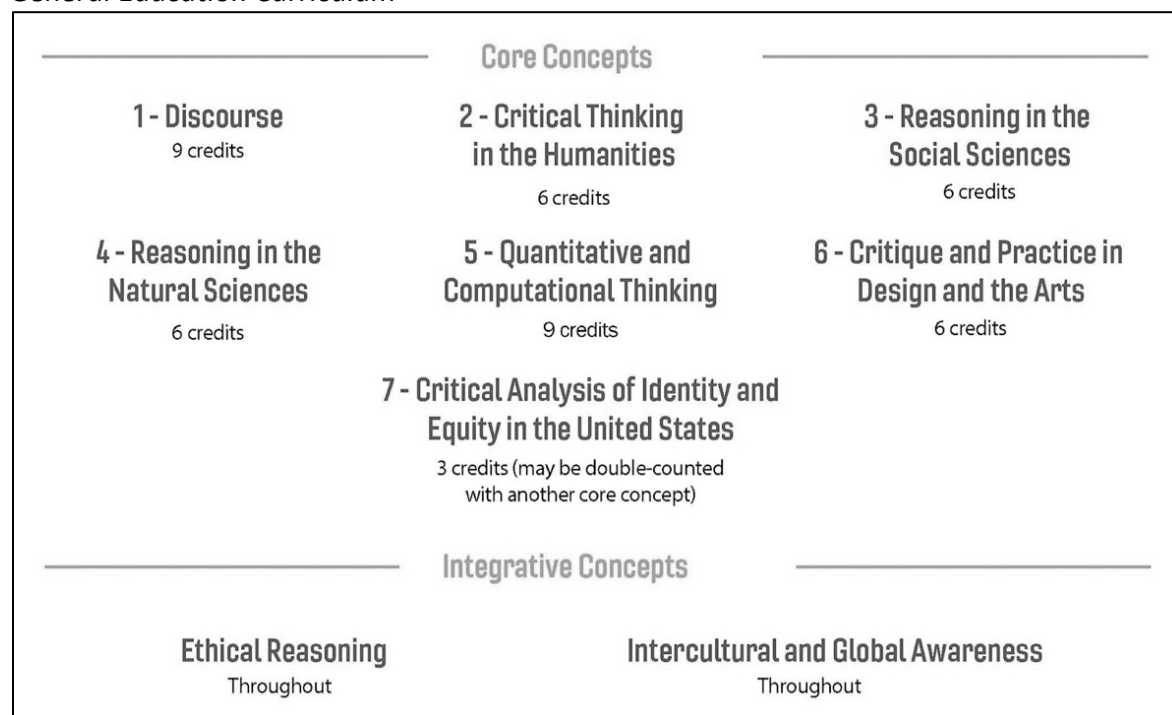 General Education Curriculum
Core Concepts
1 - Discourse
9 credits
2 - Critical Thinking
in the Humanities
6 credits
3 - Reasoning in the
Social Sciences
6 credits
4 - Reasoning in the
Natural Sciences
6 credits
5 - Quantitative and
Computational Thinking
9 credits
6 - Critique and Practice in
Design and the Arts
6 credits
7 - Critical Analysis of Identity and
Equity in the United States
3 credits (may be double-counted
with another core concept)
Integrative Concepts
Ethical Reasoning
Throughout
Intercultural and Global Awareness
Throughout